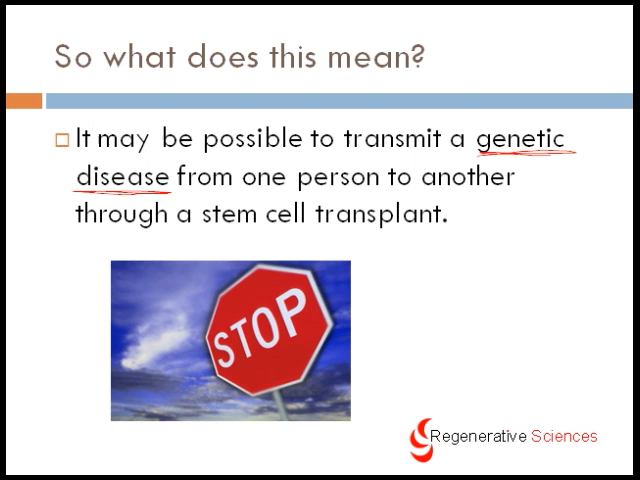 So what does this mean?
It may be possible to transmit a genetic
disease from one person to another
through a stem cell transplant.
STOP
Regenerative Sciences